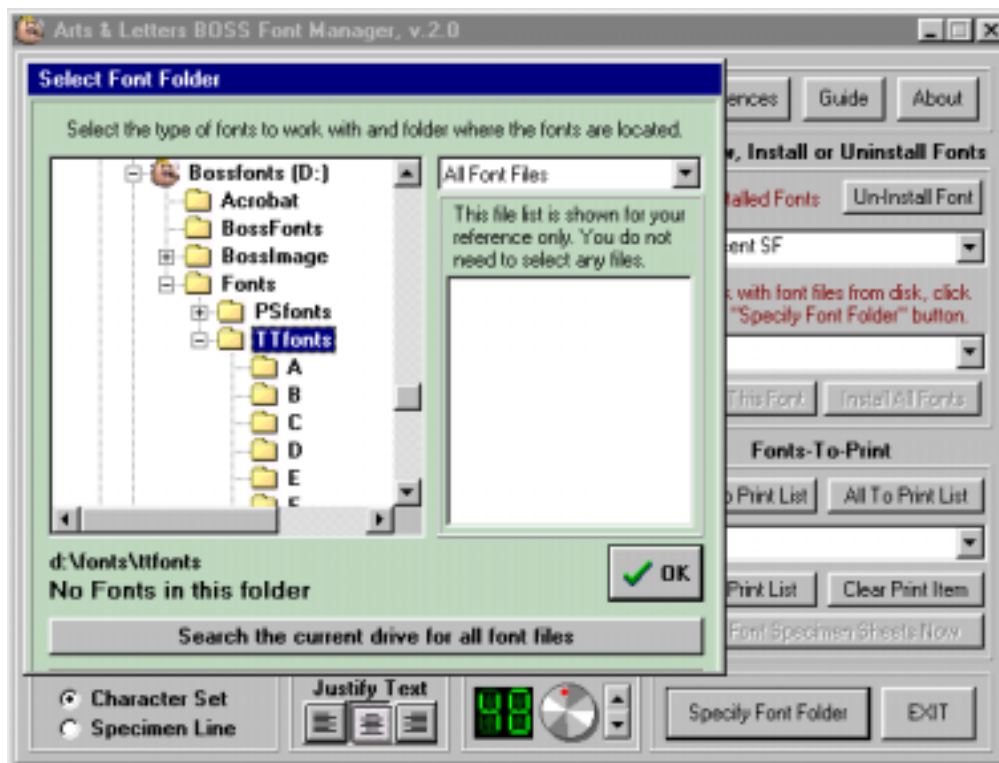 Arts & Letters BOSS Font Manager, v.2.0
Select Font Folder
Select the type of fonts to work with and folder where the fonts are located.
Bossfonts (D:)
Acrobat
BossFonts
BossImage
Fonts
PSfonts
TTfonts
A
B
C
D
E
All Font Files
This file list is shown for your
reference only. You do not
need to select any files.
d:\fonts\ttfonts
No Fonts in this folder
OK
Search the current drive for all font files
ences
Guide
About
w, Install or Uninstall Fonts
talled Fonts
Un-Install Font
cent SF
k with font files from disk, click
"Specify Font Folder" button.
This Font
Install All Fonts
Fonts-To-Print
o Print List
All To Print List
Print List
Clear Print Item
Font Specimen Sheets Now
Character Set
Specimen Line
Justify Text
48
Specify Font Folder
EXIT